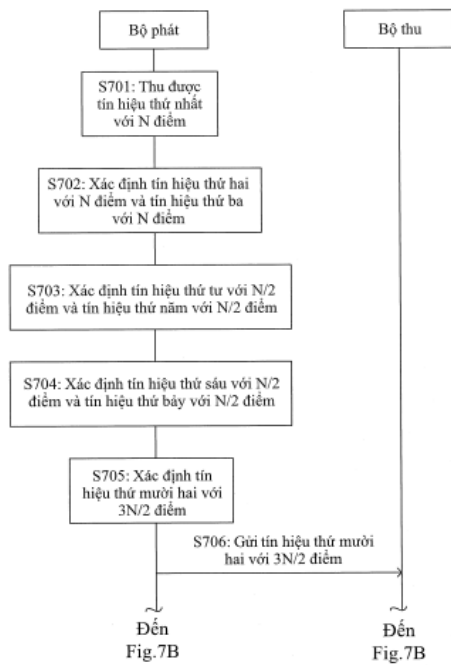 Bộ phát
Bộ thu
S701: Thu được
tín hiệu thứ nhất
với N điểm
S702: Xác định tín hiệu thứ hai
với N điểm và tín hiệu thứ ba
với N điểm
S703: Xác định tín hiệu thứ tư với N/2
điểm và tín hiệu thứ năm với N/2 điểm
S704: Xác định tín hiệu thứ sáu với N/2
điểm và tín hiệu thứ bảy với N/2 điểm
S705: Xác định tín
hiệu thứ mười hai với
3N/2 điểm
S706: Gửi tín hiệu thứ mười
hai với 3N/2 điểm
Đến
Fig.7B
Đến
Fig.7B